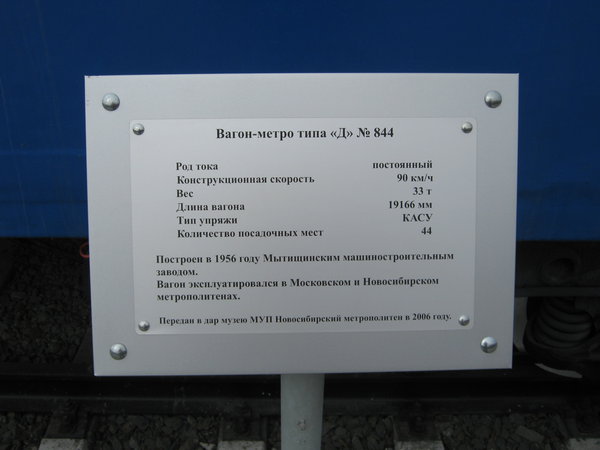 Вагон-метро типа «Д» № 844
Род тока постоянный
Конструкционная скорость 90 км/ч
Вес 33 т
Длина вагона 19166 мм
Тип упряжи КАСУ
Количество посадочных мест 44
Построен в 1956 году Мытищинским машиностроительным
заводом.
Вагон эксплуатировался в Московском и Новосибирском
метрополитенах.
Передан в дар музею МУП Новосибирский метрополитен в 2006 году.